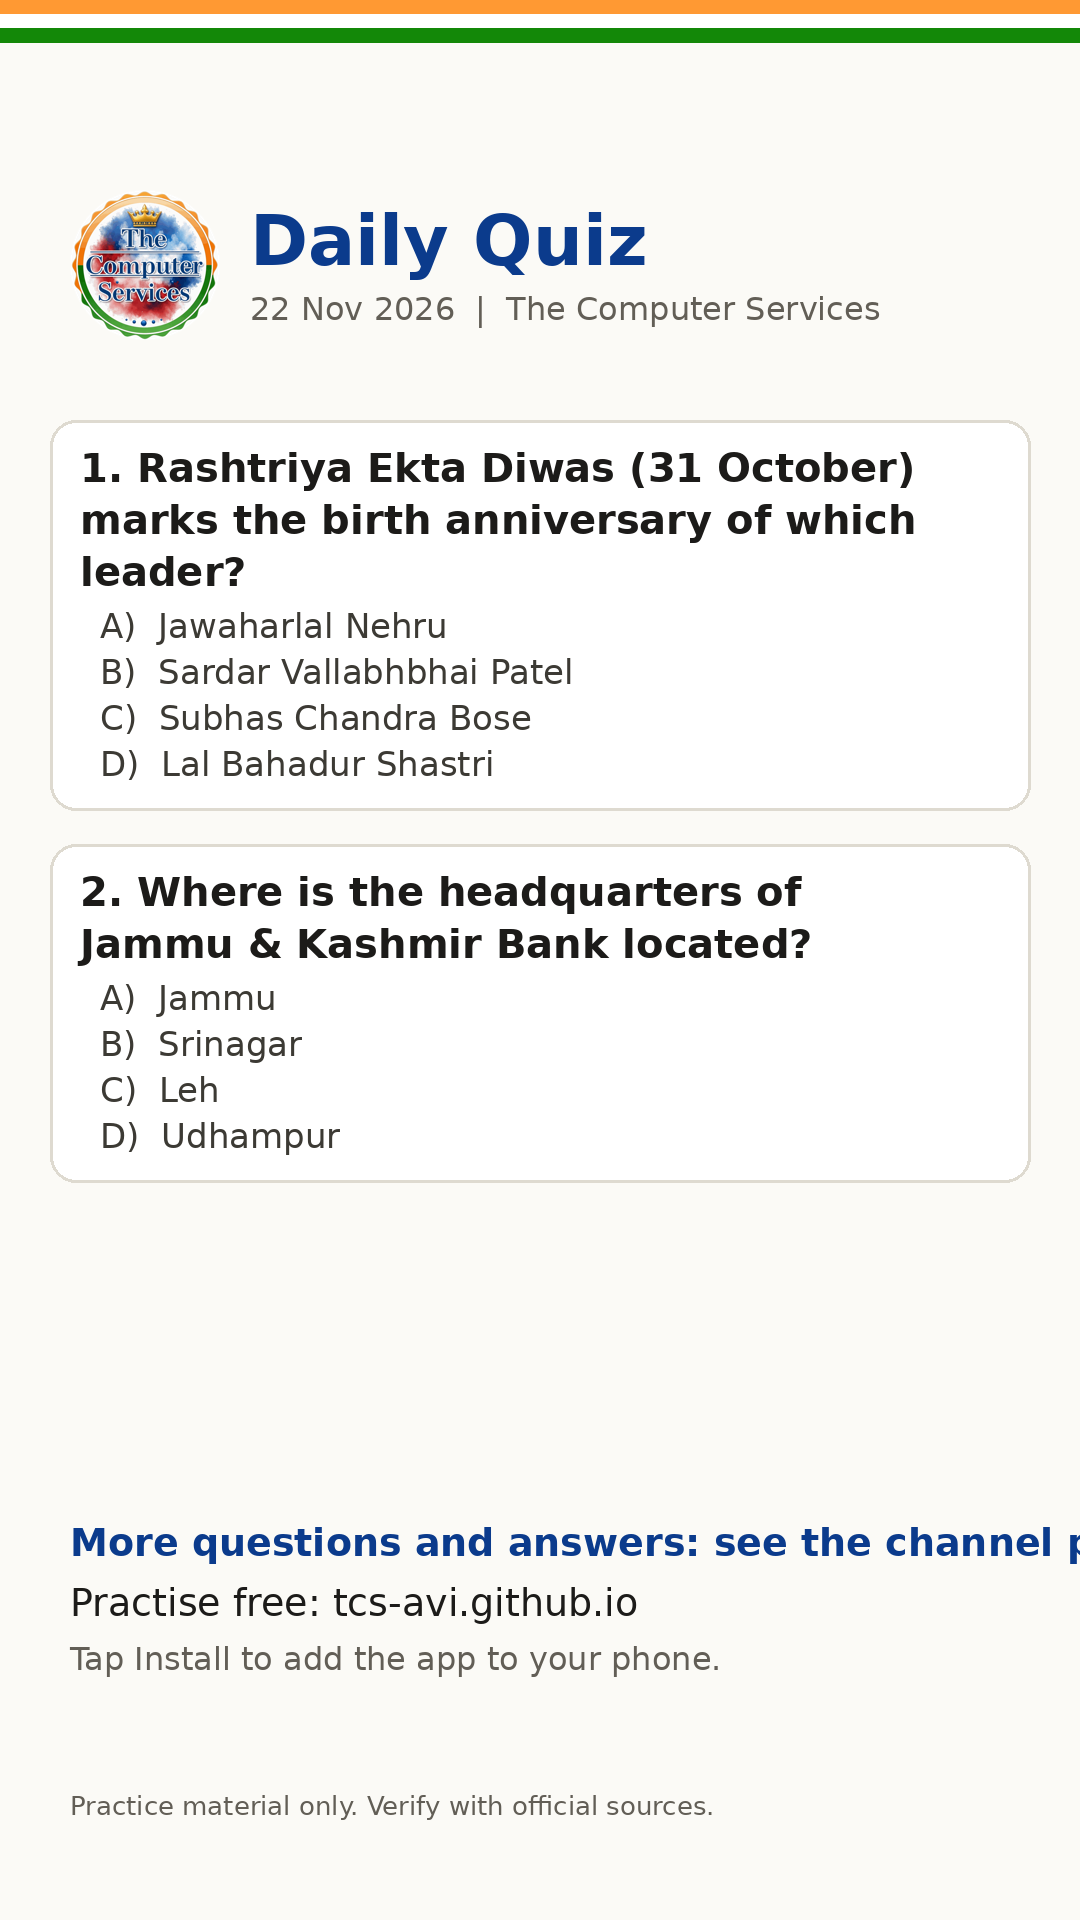 The
Computer
Services
Daily Quiz
22 Nov 2026 | The Computer Services
1. Rashtriya Ekta Diwas (31 October)
marks the birth anniversary of which
leader?
A) Jawaharlal Nehru
B) Sardar Vallabhbhai Patel
C) Subhas Chandra Bose
D) Lal Bahadur Shastri
2. Where is the headquarters of
Jammu & Kashmir Bank located?
A) Jammu
B) Srinagar
C) Leh
D) Udhampur
More questions and answers: see the channel
Practise free: tcs-avi.github.io
Tap Install to add the app to your phone.
Practice material only. Verify with official sources.